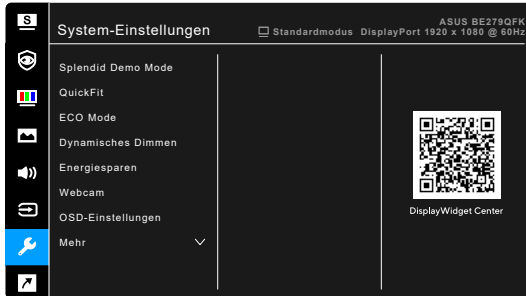 S
System-Einstellungen
ASUS BE279QFK
Standardmodus DisplayPort 1920 x 1080 @ 60Hz
Splendid Demo Mode
QuickFit
ECO Mode
Dynamisches Dimmen
Energiesparen
Webcam
OSD-Einstellungen
Mehr
DisplayWidget Center